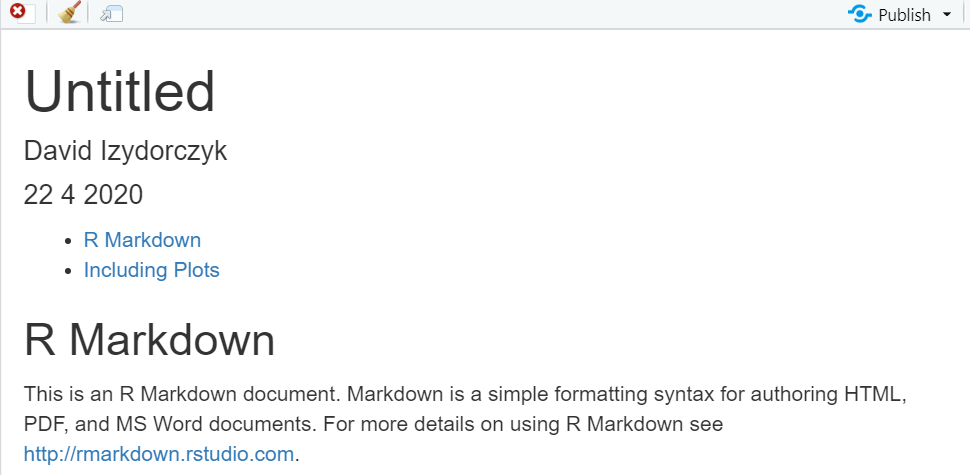 Publish
Untitled
David Izydorczyk
22 4 2020
R Markdown
Including Plots
R Markdown
This is an R Markdown document. Markdown is a simple formatting syntax for authoring HTML,
PDF, and MS Word documents. For more details on using R Markdown see
http://rmarkdown.rstudio.com.